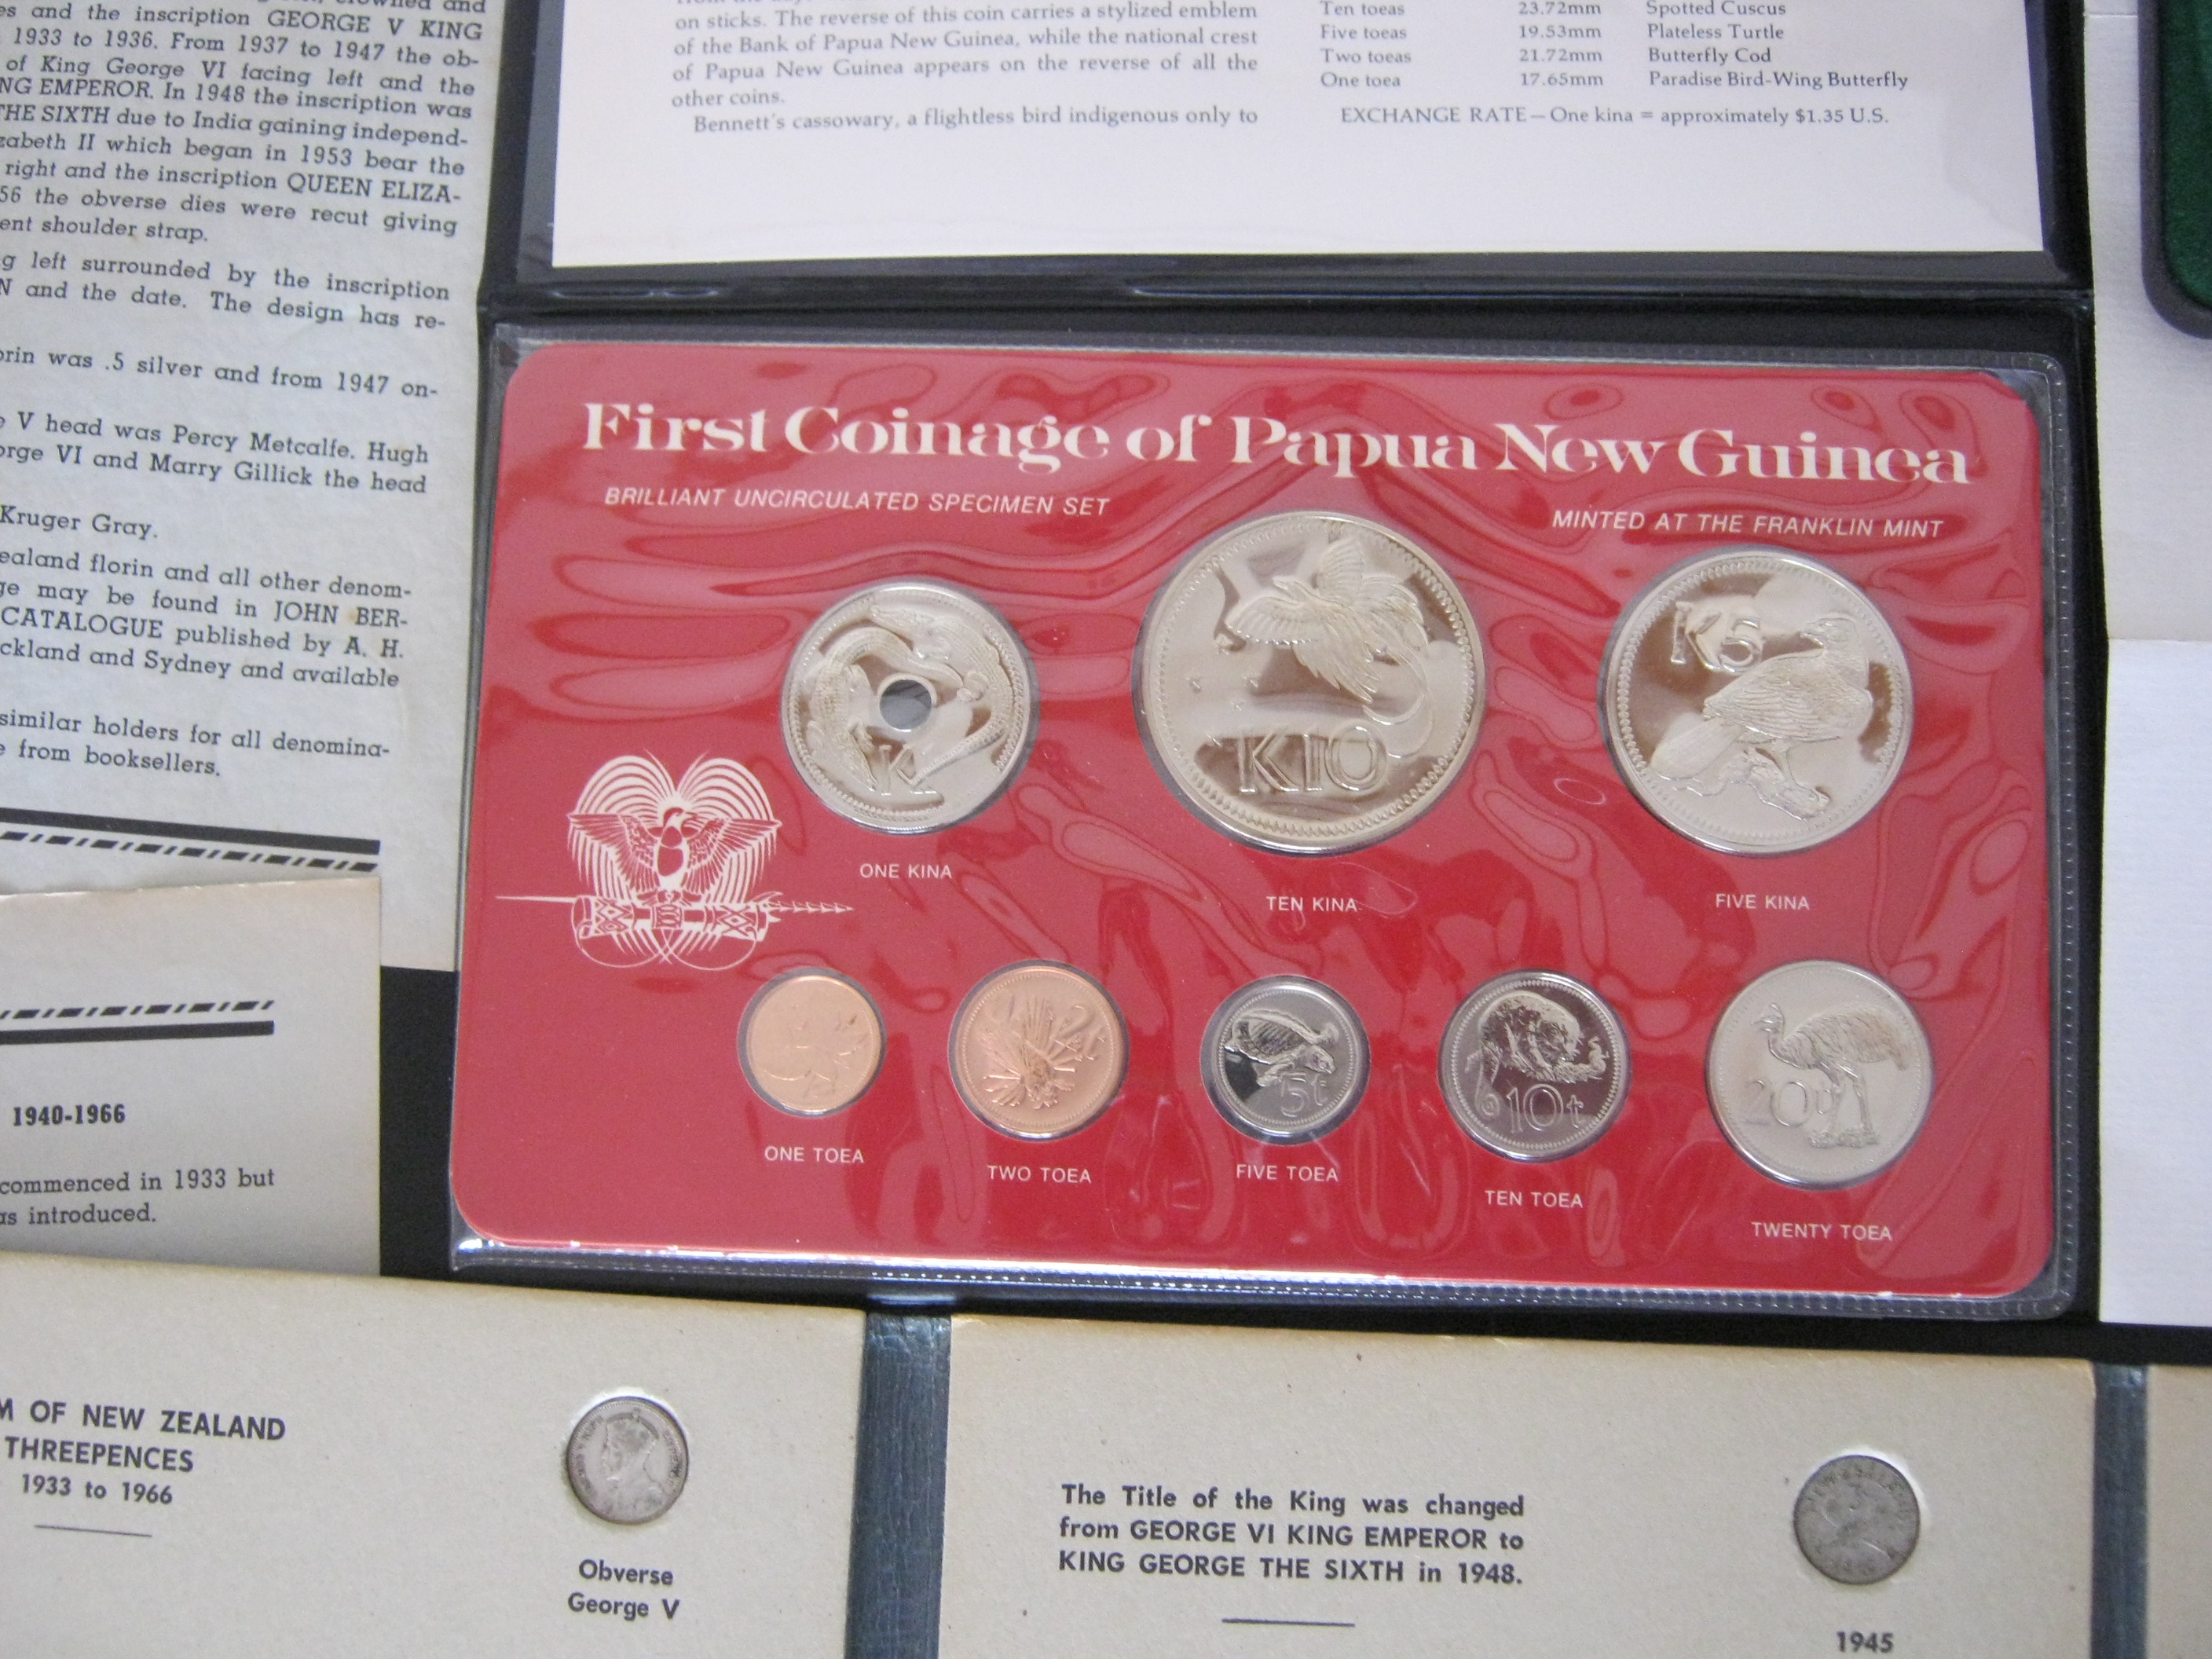 es and the inscription GEORGE V KING
1933 to 1936. From 1937 to 1947 the ob-
of King George VI facing left and the
NG EMPEROR. In 1948 the inscription was
THE SIXTH due to India gaining independ-
zabeth II which began in 1953 bear the
right and the inscription QUEEN ELIZA-
56 the obverse dies were recut giving
ent shoulder strap.
g left surrounded by the inscription
N and the date. The design has re-
orin was .5 silver and from 1947 on-
e V head was Percy Metcalfe. Hugh
orge VI and Marry Gillick the head
Kruger Gray.
ealand florin and all other denom-
ge may be found in JOHN BER-
CATALOGUE published by A. H.
ckland and Sydney and available
similar holders for all denomina-
e from booksellers.
1940-1966
commenced in 1933 but
as introduced.
on sticks. The reverse of this coin carries a stylized emblem
of the Bank of Papua New Guinea, while the national crest
of Papua New Guinea appears on the reverse of all the
other coins.
Bennett's cassowary, a flightless bird indigenous only to
Ten toeas 23.72mm Spotted Cuscus
Five toeas 19.53mm Plateless Turtle
Two toeas 21.72mm Butterfly Cod
One toea 17.65mm Paradise Bird-Wing Butterfly
EXCHANGE RATE—One kina = approximately $1.35 U.S.
First Coinage of Papua New Guinea
BRILLIANT UNCIRCULATED SPECIMEN SET
MINTED AT THE FRANKLIN MINT
K
K10
K5
ONE KINA
TEN KINA
FIVE KINA
2t
5t
10t
20t
ONE TOEA
TWO TOEA
FIVE TOEA
TEN TOEA
TWENTY TOEA
M OF NEW ZEALAND
THREEPENCES
1933 to 1966
Obverse
George V
The Title of the King was changed
from GEORGE VI KING EMPEROR to
KING GEORGE THE SIXTH in 1948.
1945